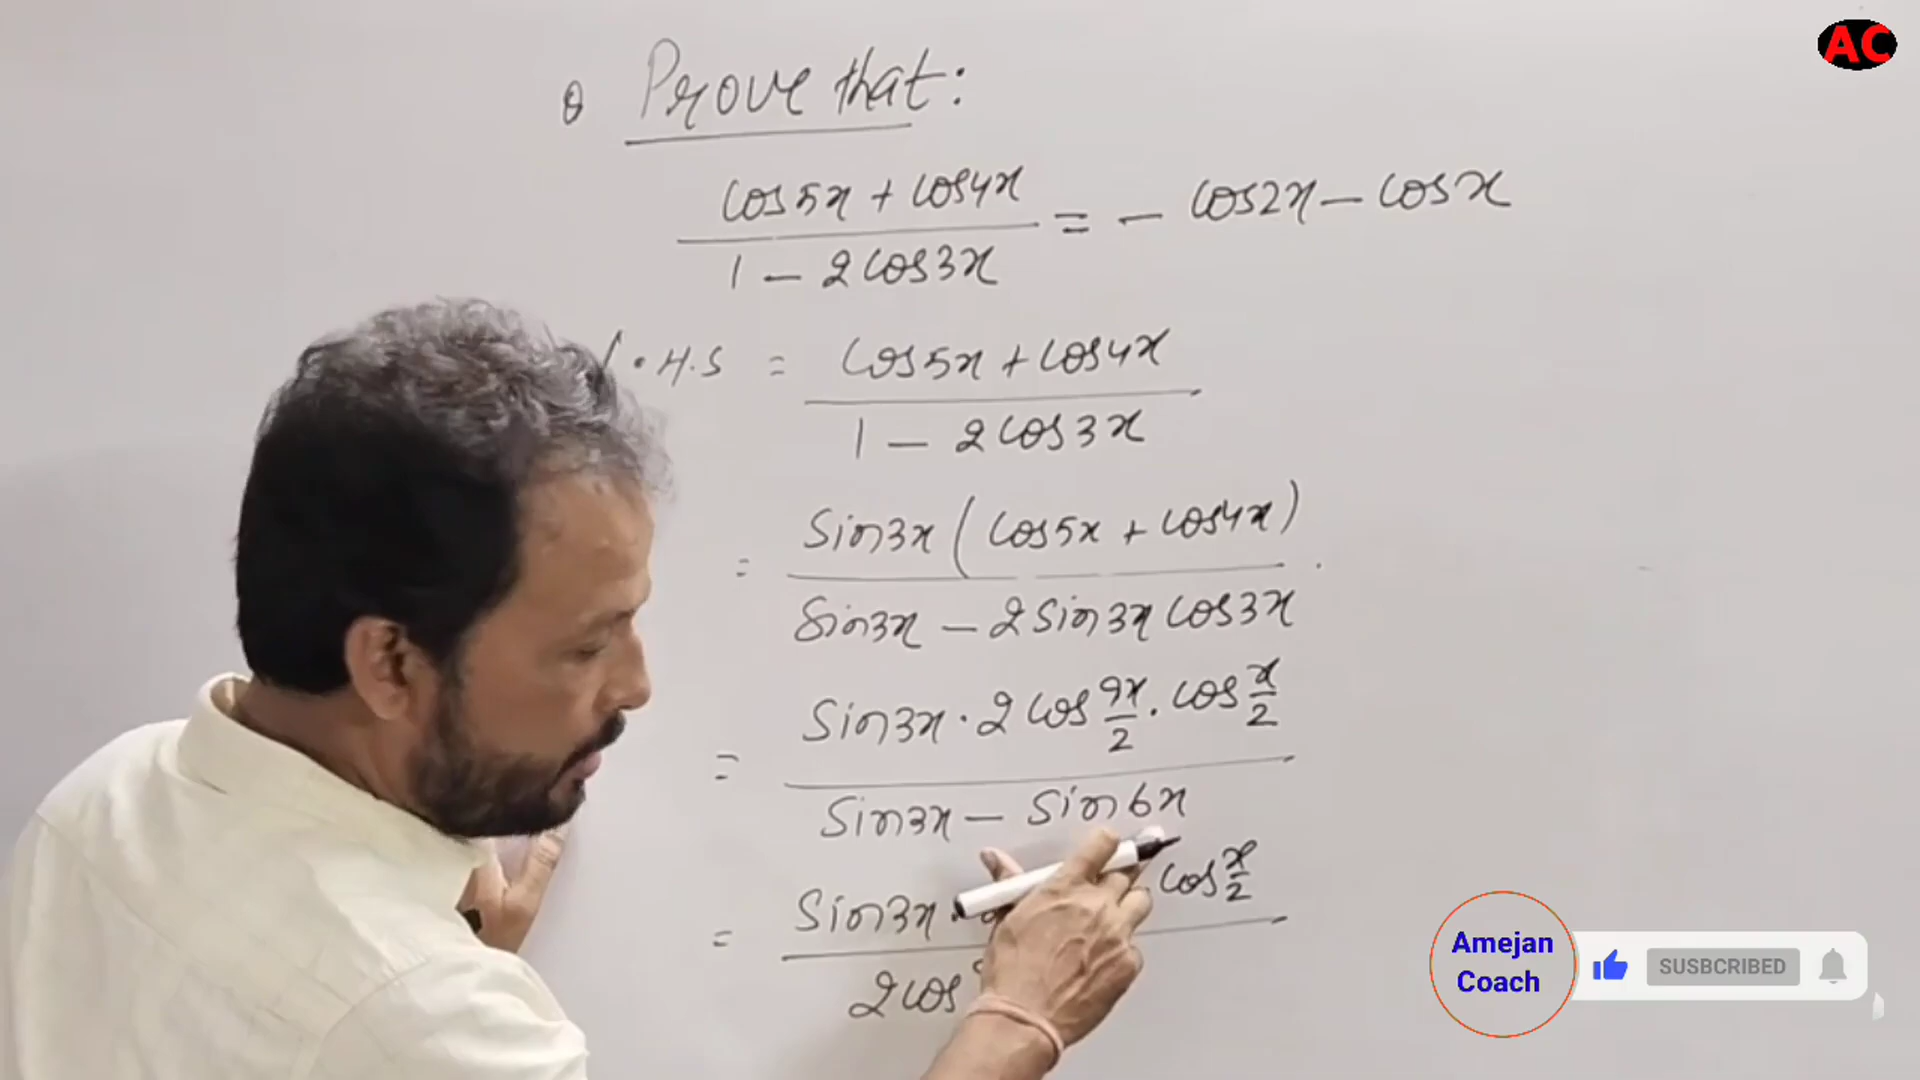 AC
θ Prove that:
cos5x + cos4x / 1 - 2cos3x = - cos2x - cosx
L.H.S = cos5x + cos4x / 1 - 2cos3x
= Sin3x (cos5x + cos4x) / Sin3x - 2Sin3x cos3x
= Sin3x · 2cos 9x/2 · cos x/2 / Sin3x - Sin6x
= Sin3x · cos x/2 / 2cos
Amejan
Coach
SUSBCRIBED